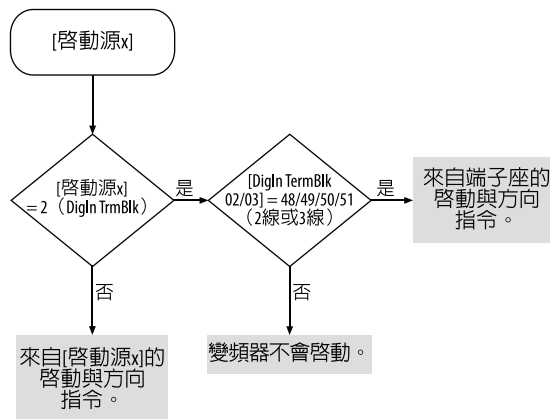 [啓動源x]
[啓動源x]
= 2（DigIn TrmBlk）
是
[DigIn TermBlk
02/03] = 48/49/50/51
（2線或3線）
是
來自端子座的
啓動與方向
指令。
否
否
來自[啓動源x]的
啓動與方向
指令。
變頻器不會啓動。